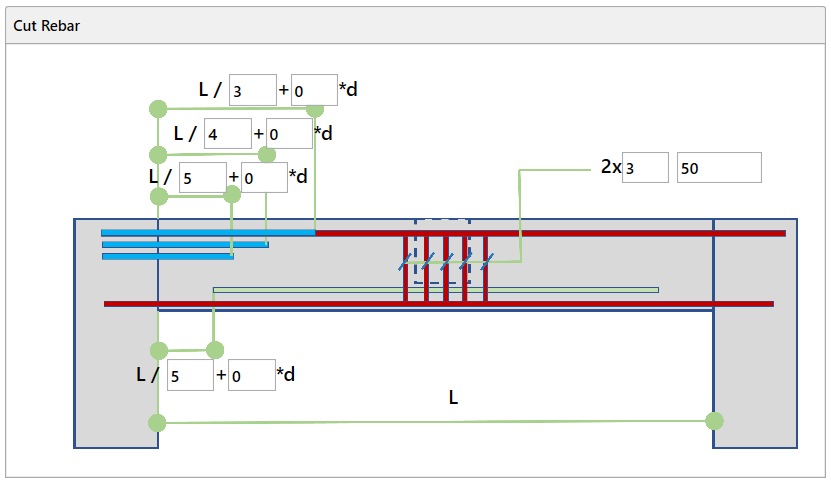 Cut Rebar
L / 3 + 0 *d
L / 4 + 0 *d
2x 3 50
L / 5 + 0 *d
L / 5 + 0 *d
L